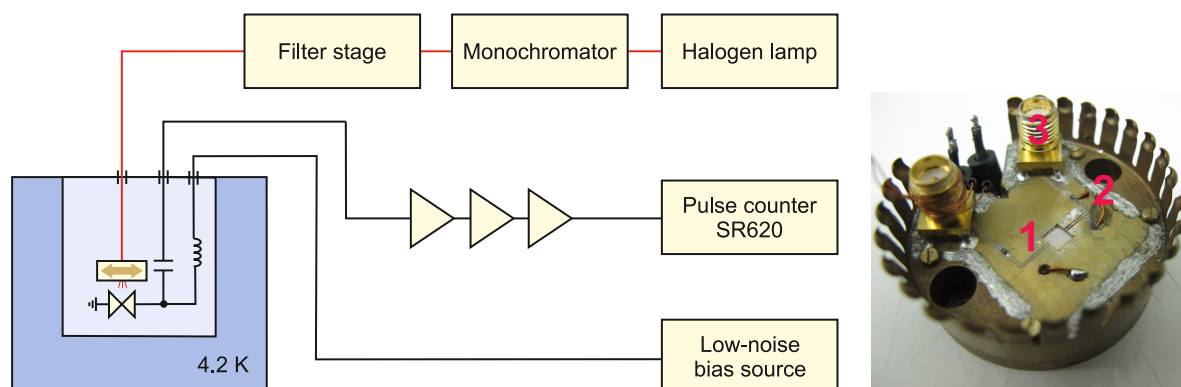 Filter stage
Monochromator
Halogen lamp
Pulse counter
SR620
Low-noise
bias source
4.2 K
1
2
3